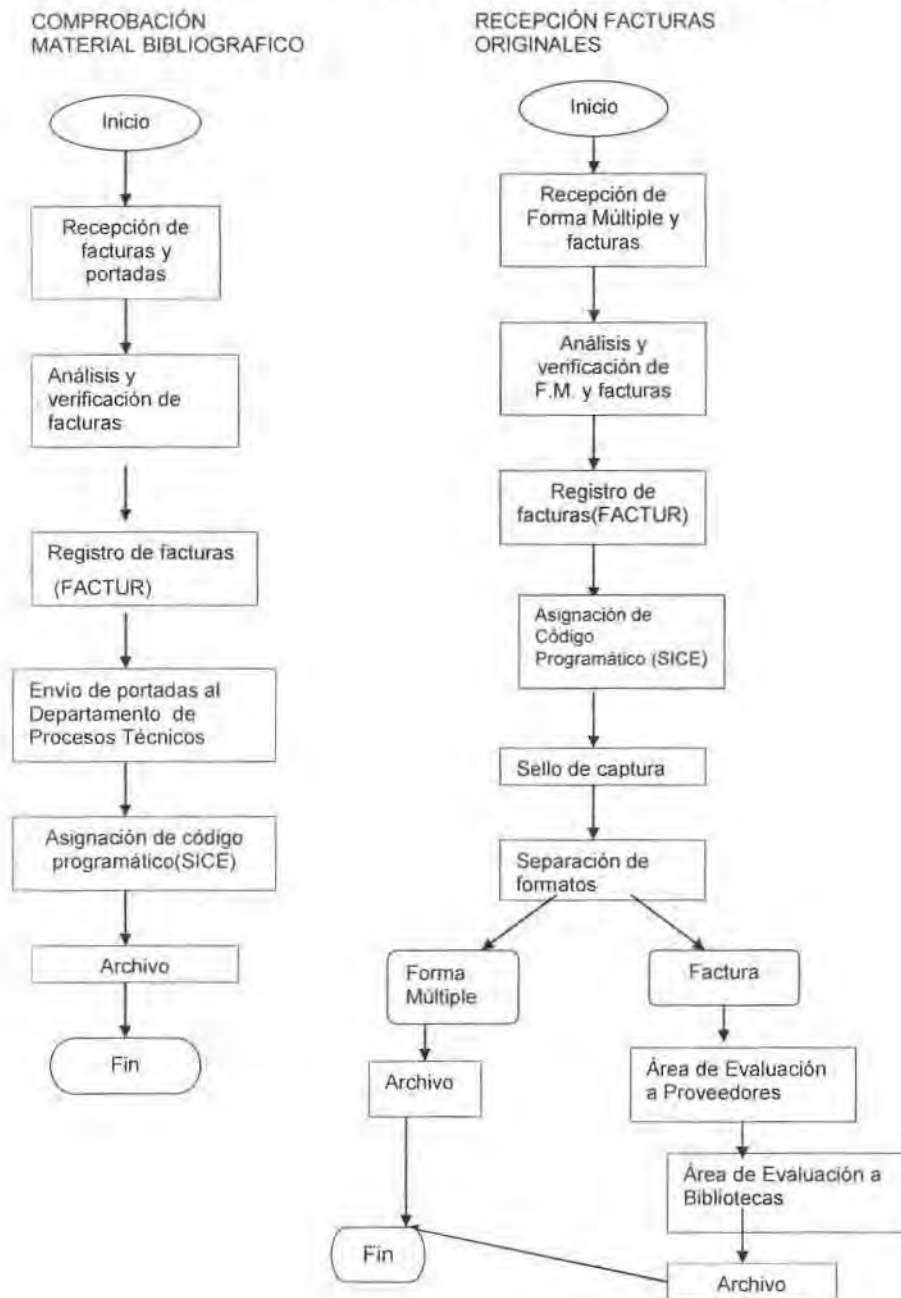 COMPROBACIÓN
MATERIAL BIBLIOGRAFICO
Inicio
Recepción de
facturas y
portadas
Análisis y
verificación de
facturas
Registro de facturas
(FACTUR)
Envío de portadas al
Departamento de
Procesos Técnicos
Asignación de código
programático(SICE)
Archivo
Fin
RECEPCIÓN FACTURAS
ORIGINALES
Inicio
Recepción de
Forma Múltiple y
facturas
Análisis y
verificación de
F.M. y facturas
Registro de
facturas(FACTUR)
Asignación de
Código
Programático (SICE)
Sello de captura
Separación de
formatos
Forma
Múltiple
Archivo
Fin
Factura
Área de Evaluación
a Proveedores
Área de Evaluación a
Bibliotecas
Archivo